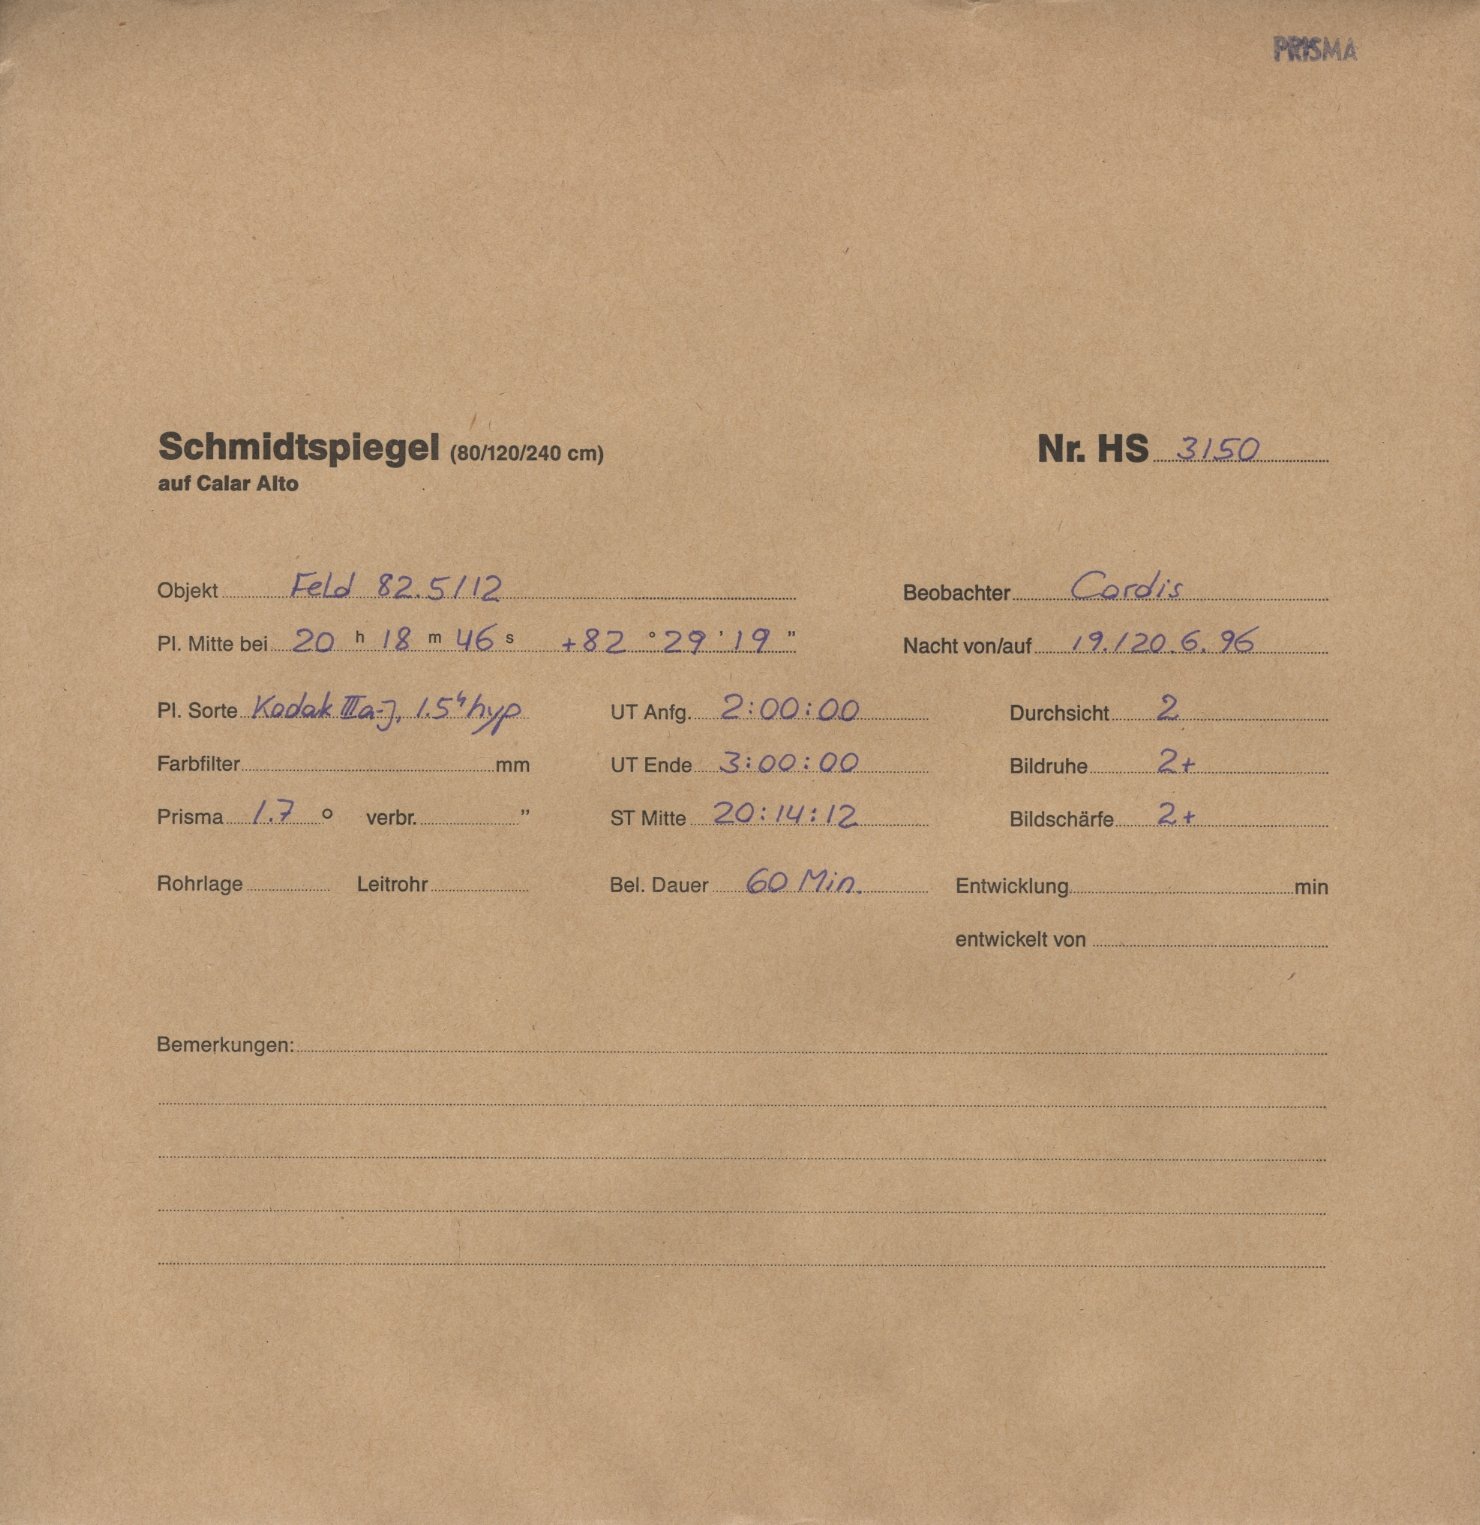 PRISMA
Schmidtspiegel (80/120/240 cm) Nr. HS 3150
auf Calar Alto
Objekt Feld 82.5/12 Beobachter Cordis
Pl. Mitte bei 20 h 18 m 46 s +82 ° 29 ' 19 " Nacht von/auf 19./20.6.96
Pl. Sorte Kodak IIIa-J, 1.5h hyp UT Anfg. 2:00:00 Durchsicht 2
Farbfilter mm UT Ende 3:00:00 Bildruhe 2+
Prisma 1.7 ° verbr. " ST Mitte 20:14:12 Bildschärfe 2+
Rohrlage Leitrohr Bel. Dauer 60 Min. Entwicklung min
entwickelt von
Bemerkungen: